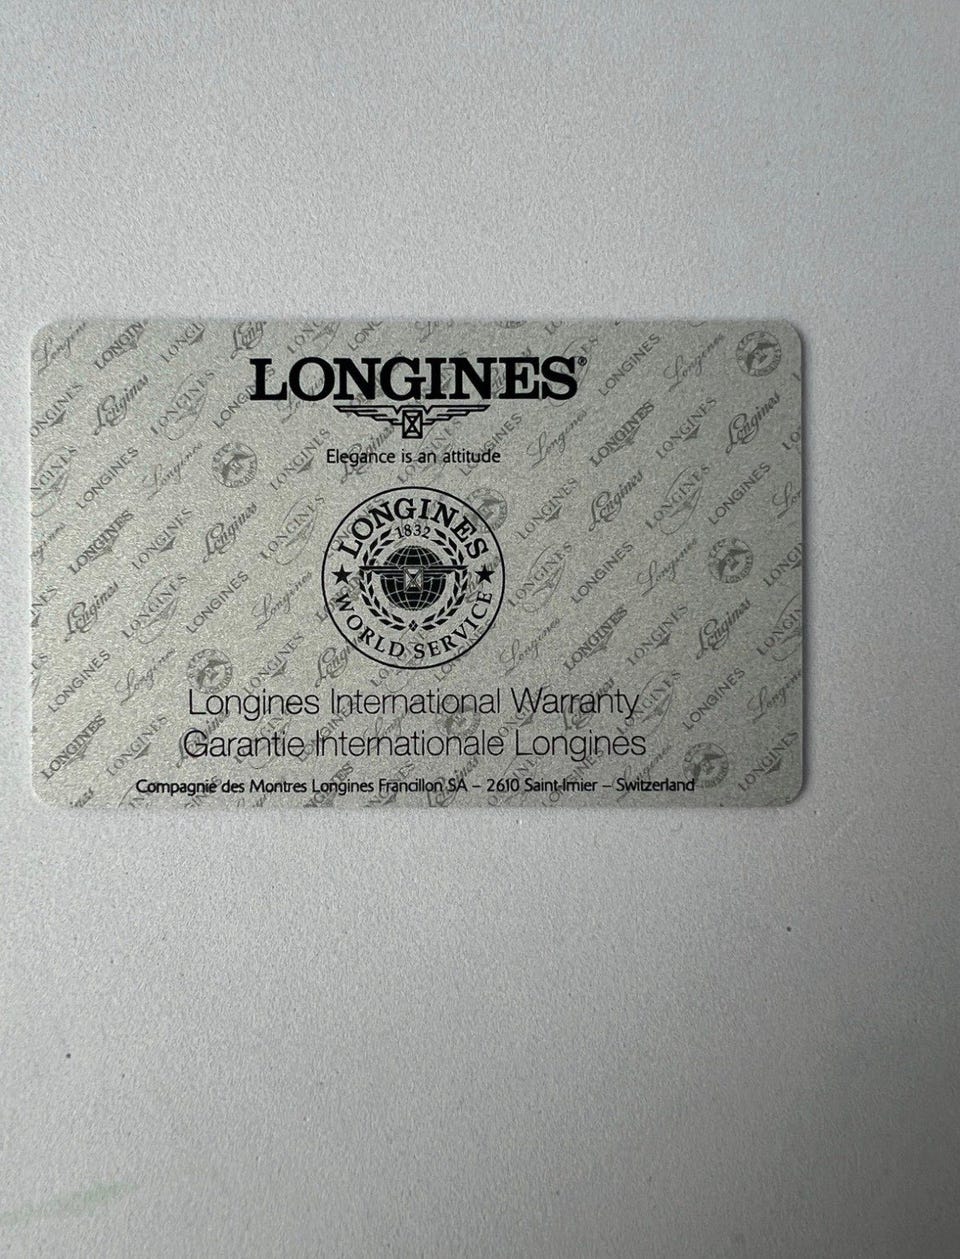 LONGINES®
Elegance is an attitude
LONGINES
1832
WORLD SERVICE
Longines International Warranty
Garantie Internationale Longines
Compagnie des Montres Longines Francillon SA – 2610 Saint-Imier – Switzerland